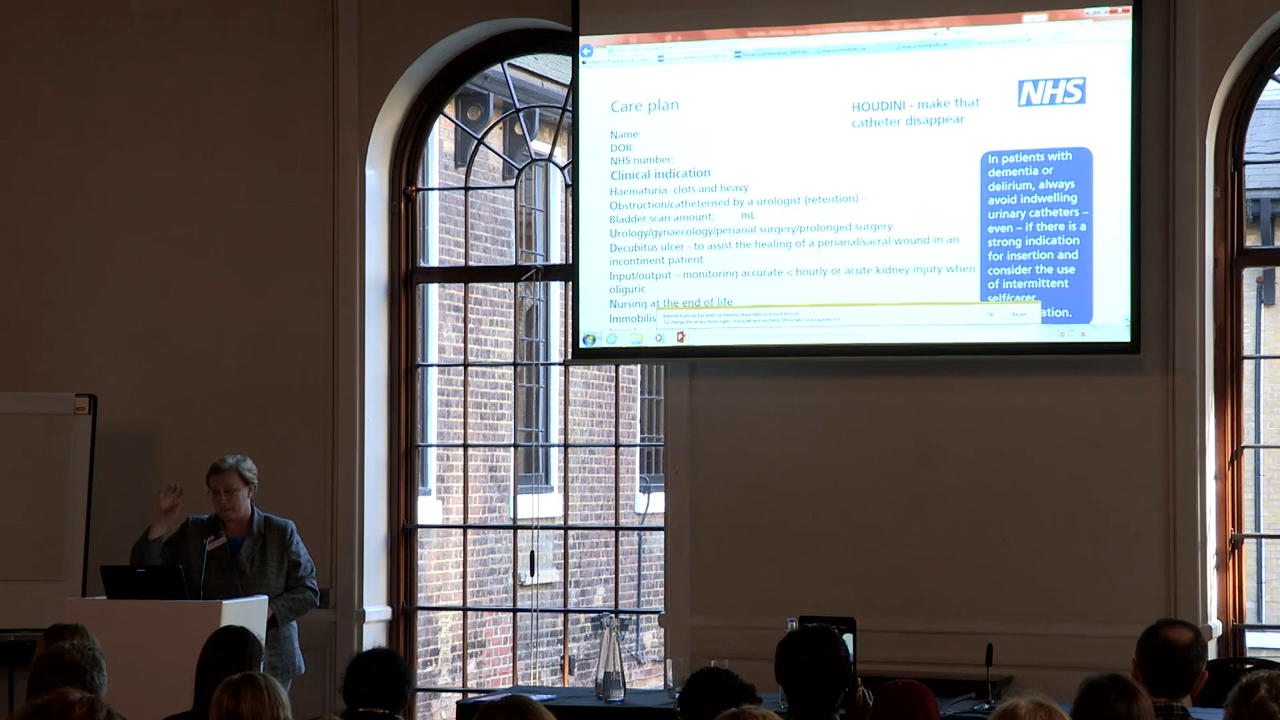 Care plan
HOUDINI - make that
catheter disappear
NHS
Name:
DOB:
NHS number:
Clinical indication
Haematuria- clots and heavy
Obstruction/catheterised by a urologist (retention) –
Bladder scan amount: mL
Urology/gynaecology/perianal surgery/prolonged surgery
Decubitus ulcer - to assist the healing of a perianal/sacral wound in an
incontinent patient
Input/output – monitoring accurate < hourly or acute kidney injury when
oliguric
Nursing at the end of life
Immobilis
In patients with
dementia or
delirium, always
avoid indwelling
urinary catheters –
even – if there is a
strong indication
for insertion and
consider the use
of intermittent
self/carer
ation.